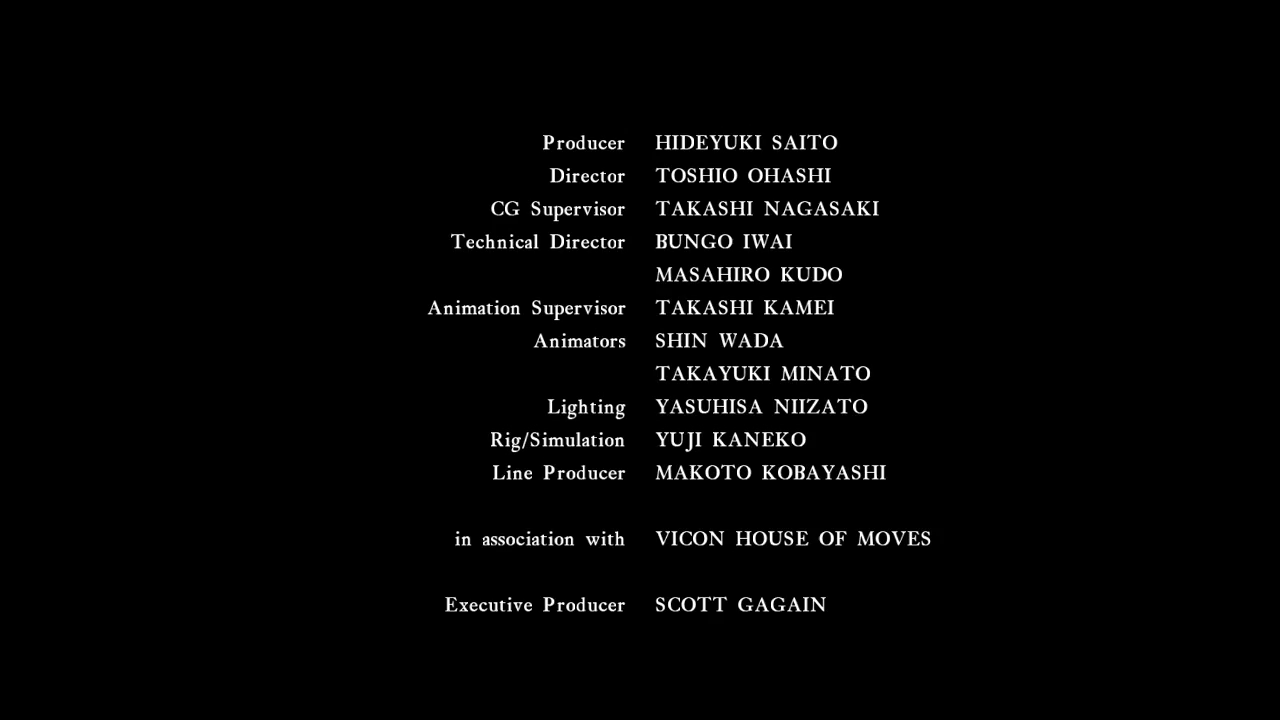 Producer HIDEYUKI SAITO
Director TOSHIO OHASHI
CG Supervisor TAKASHI NAGASAKI
Technical Director BUNGO IWAI
MASAHIRO KUDO
Animation Supervisor TAKASHI KAMEI
Animators SHIN WADA
TAKAYUKI MINATO
Lighting YASUHISA NIIZATO
Rig/Simulation YUJI KANEKO
Line Producer MAKOTO KOBAYASHI
in association with VICON HOUSE OF MOVES
Executive Producer SCOTT GAGAIN